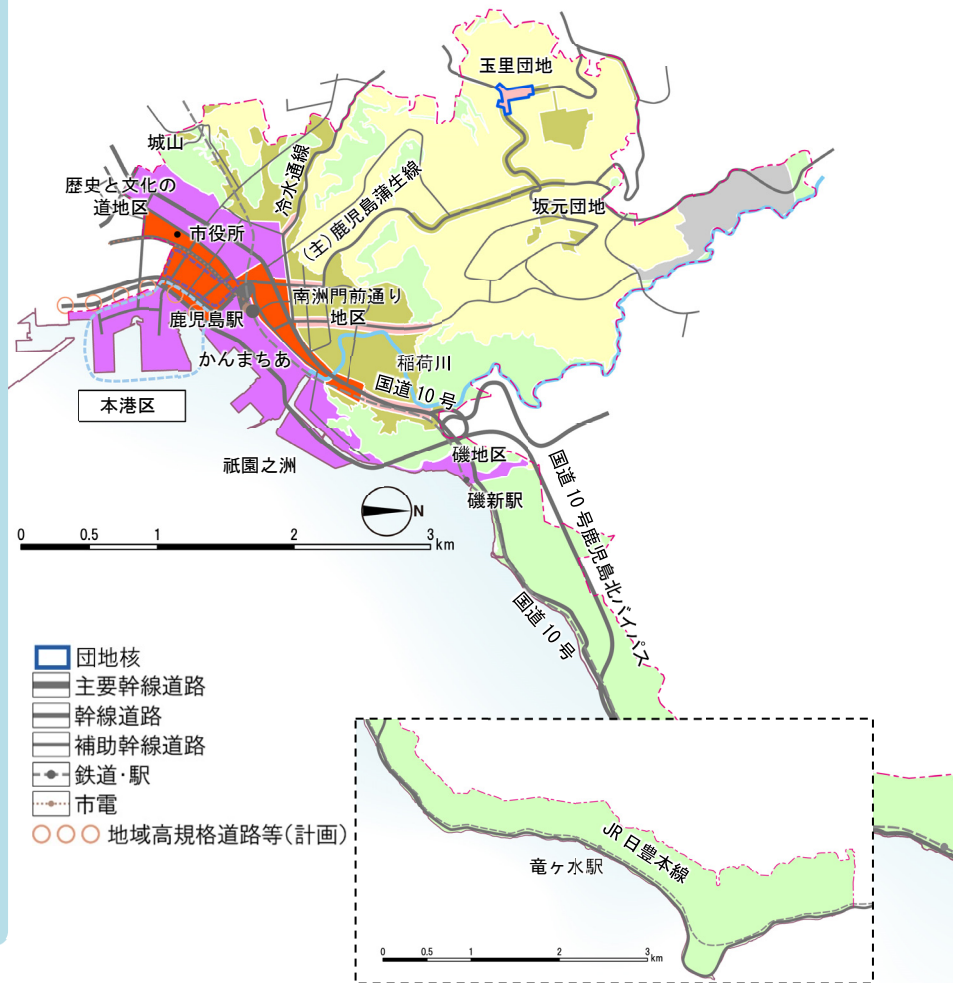 玉里団地
城山
冷水通線
歴史と文化の
道地区
(主)鹿児島蒲生線
坂元団地
市役所
南洲門前通り
地区
鹿児島駅
かんまちあ
稲荷川
国道10号
本港区
祇園之洲
磯地区
磯新駅
N
国道10号鹿児島北バイパス
0 0.5 1 2 3
km
国道10号
団地核
主要幹線道路
幹線道路
補助幹線道路
鉄道・駅
市電
地域高規格道路等(計画)
JR日豊本線
竜ヶ水駅
0 0.5 1 2 3
km